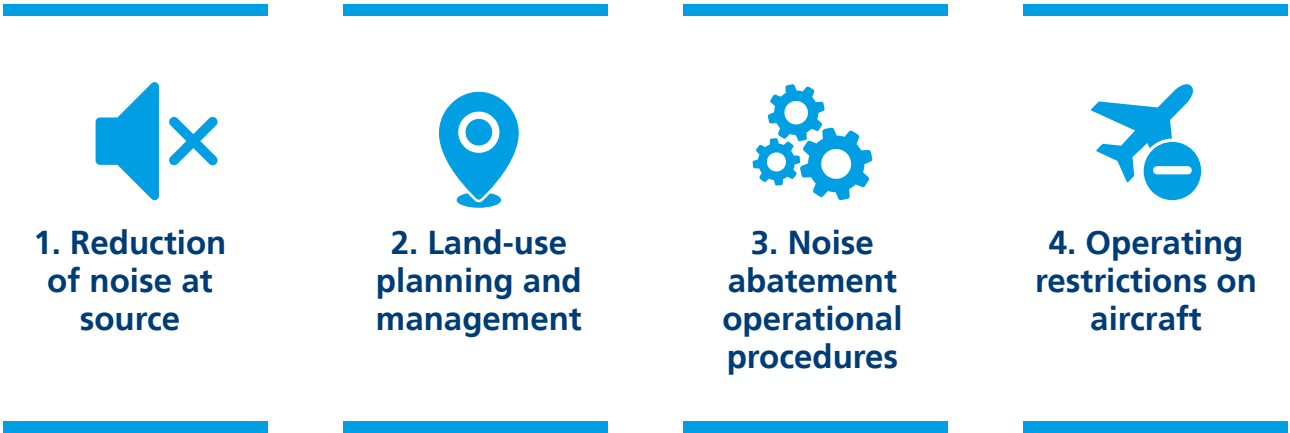 1. Reduction
of noise at
source
2. Land-use
planning and
management
3. Noise
abatement
operational
procedures
4. Operating
restrictions on
aircraft